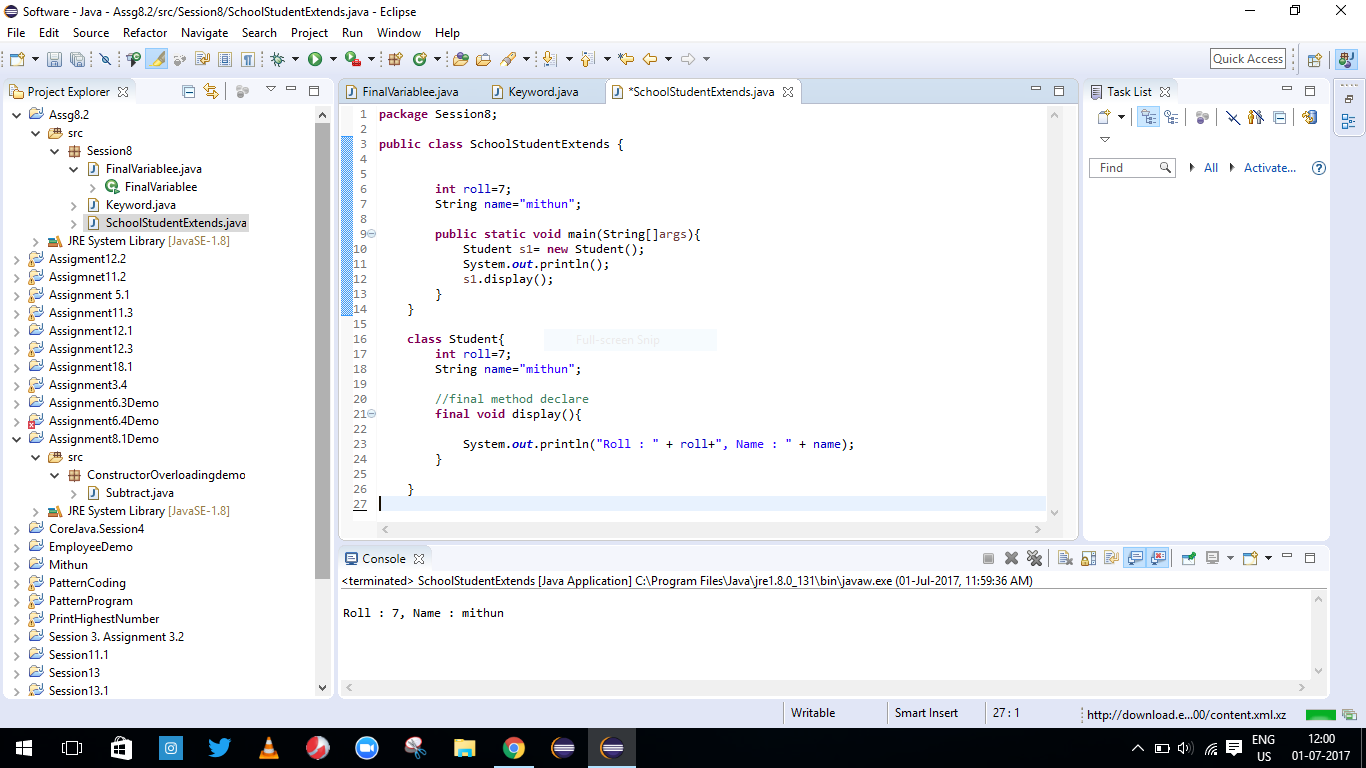 Software - Java - Assg8.2/src/Session8/SchoolStudentExtends.java - Eclipse
File Edit Source Refactor Navigate Search Project Run Window Help
Quick Access
Project Explorer
Assg8.2
src
Session8
FinalVariablee.java
FinalVariablee
Keyword.java
SchoolStudentExtends.java
JRE System Library [JavaSE-1.8]
Assigment12.2
Assigmnet11.2
Assignment 5.1
Assignment11.3
Assignment12.1
Assignment12.3
Assignment18.1
Assignment3.4
Assignment6.3Demo
Assignment6.4Demo
Assignment8.1Demo
src
ConstructorOverloadingdemo
Subtract.java
JRE System Library [JavaSE-1.8]
CoreJava.Session4
EmployeeDemo
Mithun
PatternCoding
PatternProgram
PrintHighestNumber
Session 3. Assignment 3.2
Session11.1
Session13
Session13.1
FinalVariablee.java Keyword.java *SchoolStudentExtends.java
1 package Session8;
2
3 public class SchoolStudentExtends {
4
5
6 int roll=7;
7 String name="mithun";
8
9 public static void main(String[]args){
10 Student s1= new Student();
11 System.out.println();
12 s1.display();
13 }
14 }
15
16 class Student{
17 int roll=7;
18 String name="mithun";
19
20 //final method declare
21 final void display(){
22
23 System.out.println("Roll : " + roll+", Name : " + name);
24 }
25
26 }
27
Full-screen Snip
Task List
Find All Activate...
Console
<terminated> SchoolStudentExtends [Java Application] C:\Program Files\Java\jre1.8.0_131\bin\javaw.exe (01-Jul-2017, 11:59:36 AM)
Roll : 7, Name : mithun
Writable Smart Insert 27 : 1 http://download.e...00/content.xml.xz
ENG 12:00
US 01-07-2017